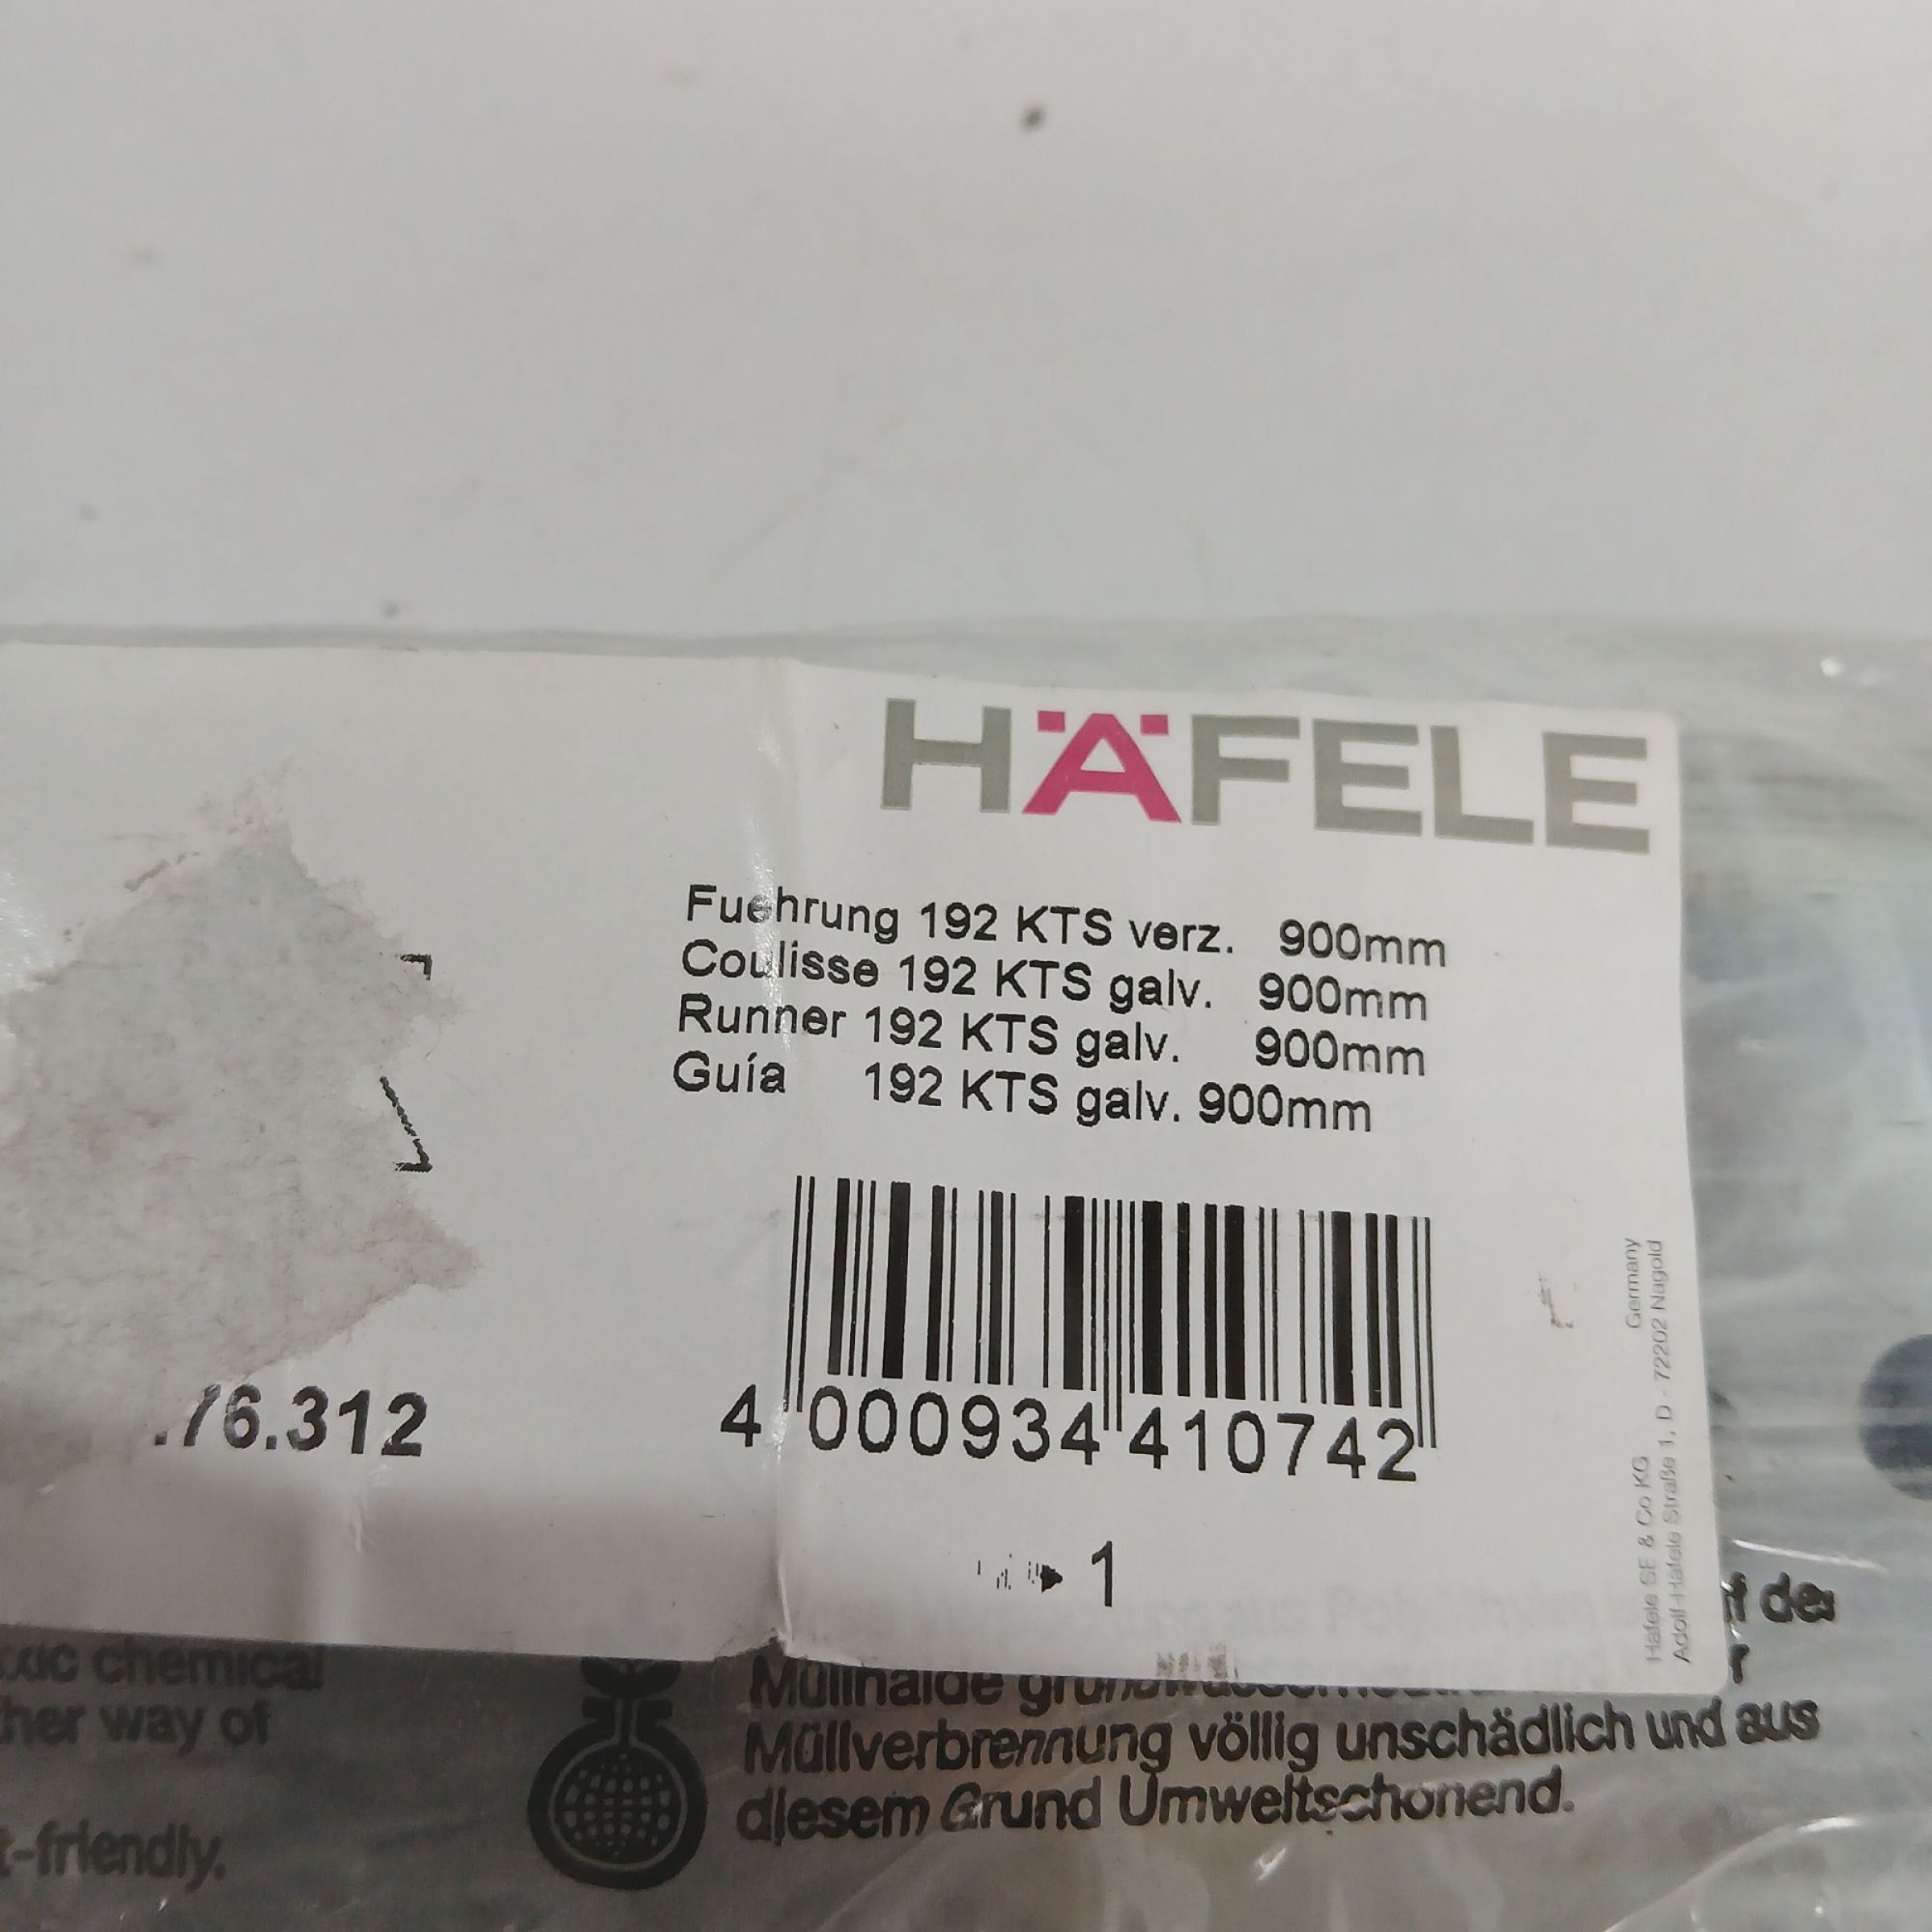 HÄFELE
Fuehrung 192 KTS verz. 900mm
Coulisse 192 KTS galv. 900mm
Runner 192 KTS galv. 900mm
Guía 192 KTS galv. 900mm
.76.312
4 000934 410742
1
Häfele SE & Co KG Germany
Adolf-Häfele Straße 1, D - 72202 Nagold
chemical
way of
-friendly.
Müllhalde
Müllverbrennung völlig unschädlich und aus
diesem Grund Umweltschonend.